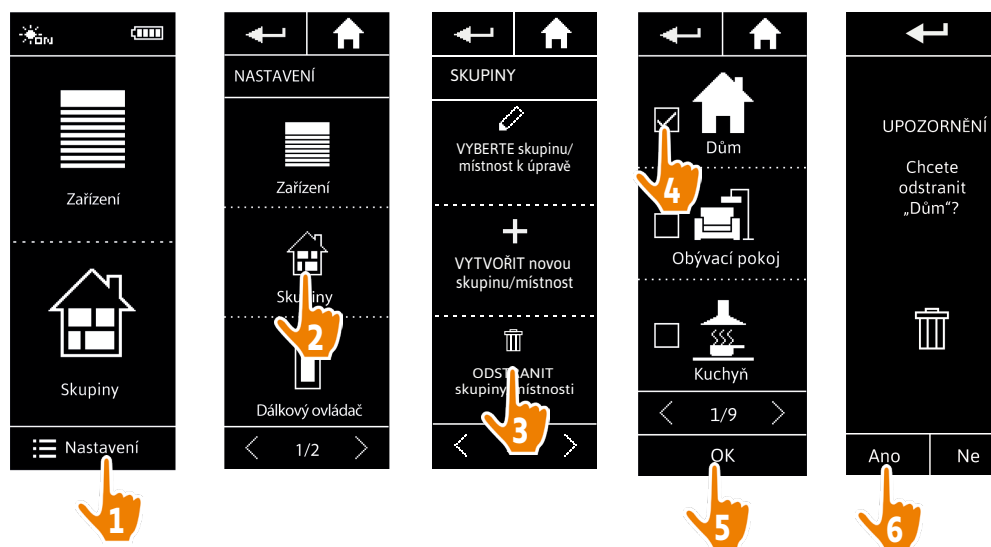 ON
Zařízení
Skupiny
Nastavení
1
NASTAVENÍ
Zařízení
Skupiny
2
Dálkový ovládač
1/2
SKUPINY
VYBERTE skupinu/
místnost k úpravě
VYTVOŘIT novou
skupinu/místnost
ODSTRANIT
skupiny/místnosti
3
Dům
4
Obývací pokoj
Kuchyň
1/9
OK
5
UPOZORNĚNÍ
Chcete
odstranit
„Dům“?
Ano
Ne
6